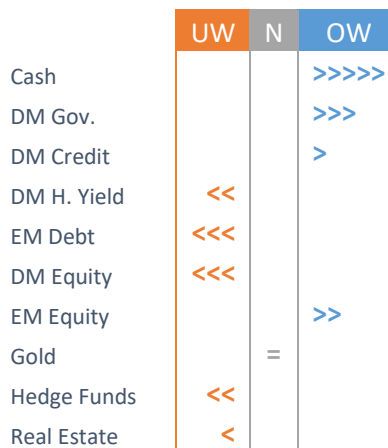 UW N OW
Cash >>>>>
DM Gov. >>>
DM Credit >
DM H. Yield <<
EM Debt <<<
DM Equity <<<
EM Equity >>
Gold =
Hedge Funds <<
Real Estate <